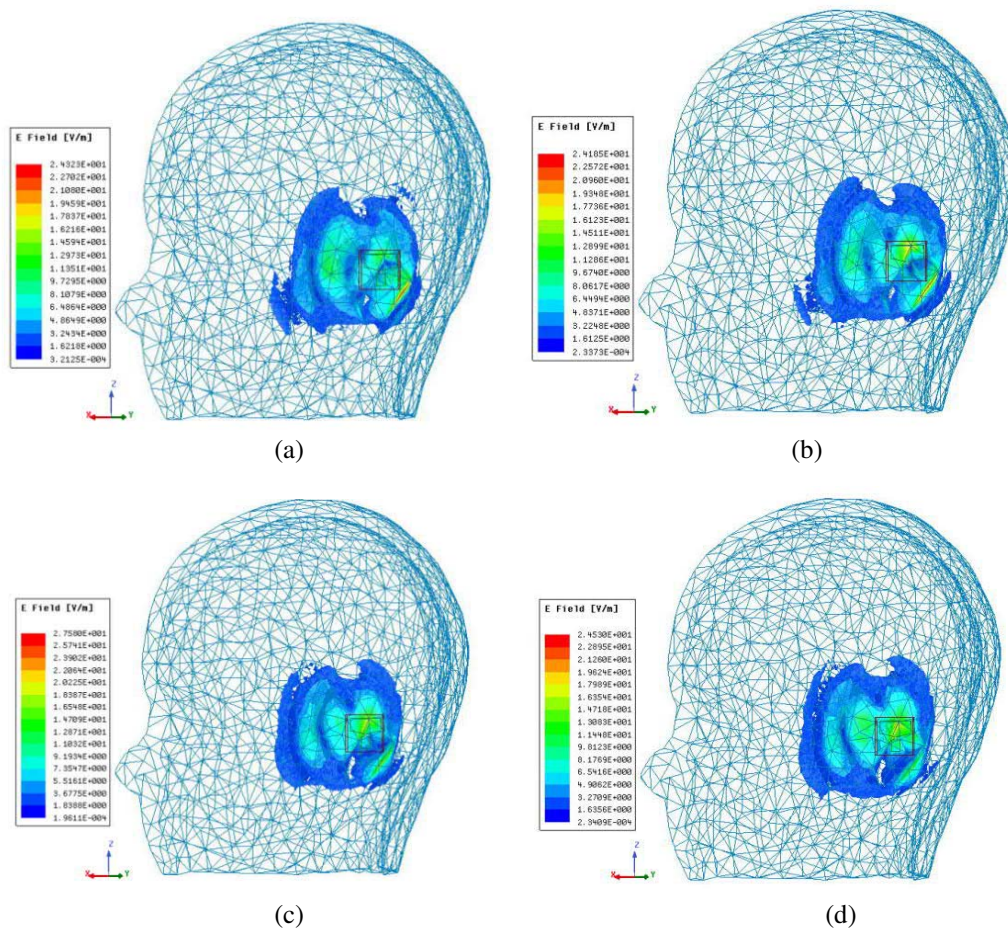 E Field [V/m]
2.4323E+001
2.2702E+001
2.1080E+001
1.9459E+001
1.7837E+001
1.6216E+001
1.4594E+001
1.2973E+001
1.1351E+001
9.7295E+000
8.1079E+000
6.4864E+000
4.8649E+000
3.2434E+000
1.6218E+000
3.2125E-004
Z
X
Y
(a)
E Field [V/m]
2.4185E+001
2.2572E+001
2.0960E+001
1.9348E+001
1.7736E+001
1.6123E+001
1.4511E+001
1.2899E+001
1.1286E+001
9.6740E+000
8.0617E+000
6.4494E+000
4.8371E+000
3.2248E+000
1.6125E+000
2.3373E-004
Z
X
Y
(b)
E Field [V/m]
2.7580E+001
2.5741E+001
2.3902E+001
2.2064E+001
2.0225E+001
1.8387E+001
1.6548E+001
1.4709E+001
1.2871E+001
1.1032E+001
9.1934E+000
7.3547E+000
5.5161E+000
3.6775E+000
1.8388E+000
1.9611E-004
Z
X
Y
(c)
E Field [V/m]
2.4530E+001
2.2895E+001
2.1260E+001
1.9624E+001
1.7989E+001
1.6354E+001
1.4718E+001
1.3083E+001
1.1448E+001
9.8123E+000
8.1769E+000
6.5416E+000
4.9062E+000
3.2709E+000
1.6356E+000
2.3409E-004
Z
X
Y
(d)